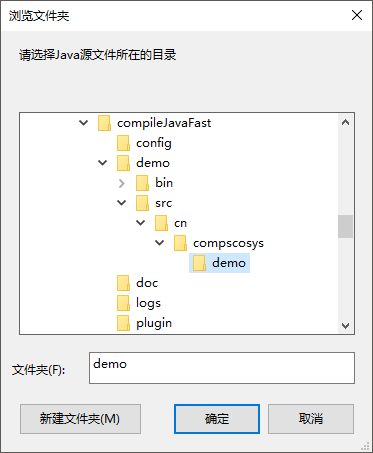 浏览文件夹
请选择Java源文件所在的目录
compileJavaFast
config
demo
bin
src
cn
compscosys
demo
doc
logs
plugin
文件夹(F): demo
新建文件夹(M) 确定 取消